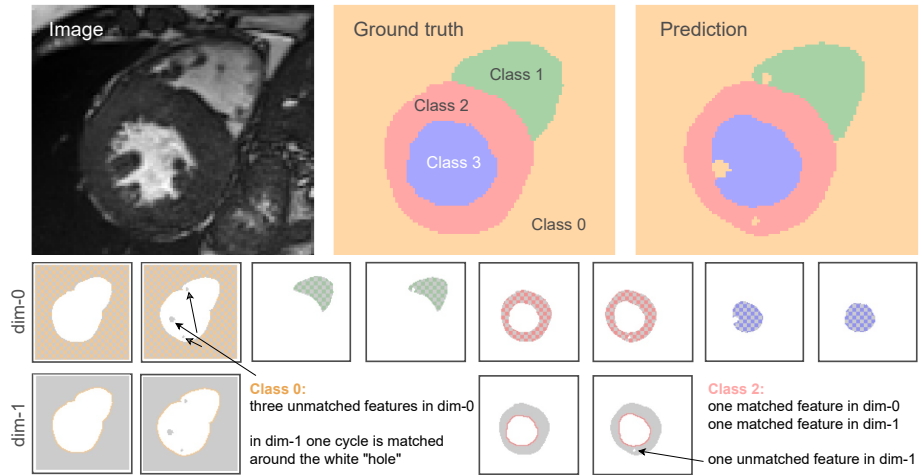 Image
Ground truth
Prediction
Class 1
Class 2
Class 3
Class 0
dim-0
dim-1
Class 0:
three unmatched features in dim-0
in dim-1 one cycle is matched
around the white "hole"
Class 2:
one matched feature in dim-0
one matched feature in dim-1
one unmatched feature in dim-1